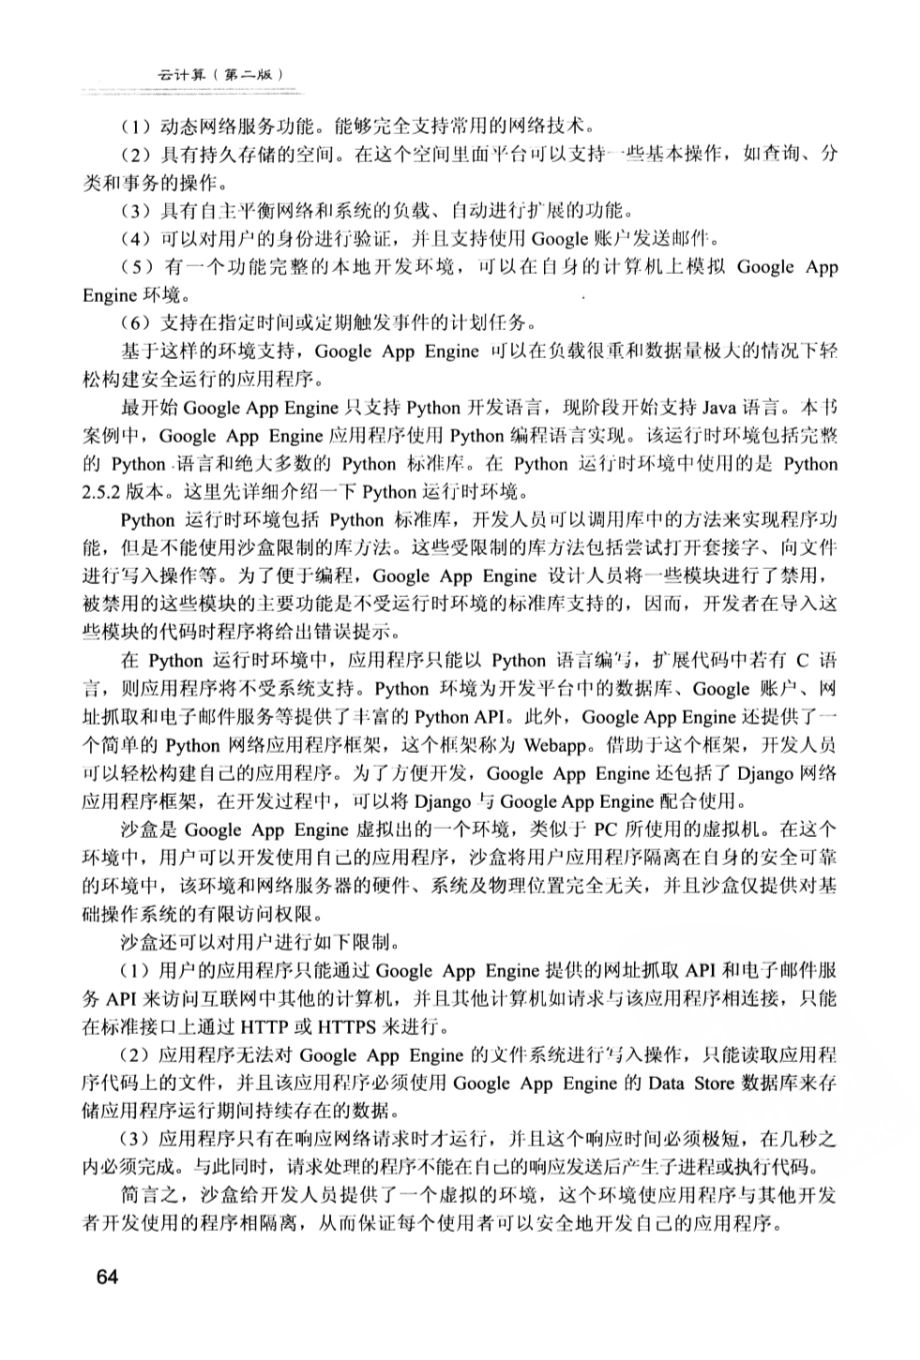 云计算(第二版)
(1)动态网络服务功能。能够完全支持常用的网络技术。
(2)具有持久存储的空间。在这个空间里面平台可以支持一些基本操作,如查询、分
类和事务的操作。
(3)具有自主平衡网络和系统的负载、自动进行扩展的功能。
(4)可以对用户的身份进行验证,并且支持使用 Google 账户发送邮件。
(5)有一个功能完整的本地开发环境,可以在自身的计算机上模拟 Google App
Engine 环境。
(6)支持在指定时间或定期触发事件的计划任务。
基于这样的环境支持,Google App Engine 可以在负载很重和数据量极大的情况下轻
松构建安全运行的应用程序。
最开始 Google App Engine 只支持 Python 开发语言,现阶段开始支持 Java 语言。本书
案例中,Google App Engine 应用程序使用 Python 编程语言实现。该运行时环境包括完整
的 Python 语言和绝大多数的 Python 标准库。在 Python 运行时环境中使用的是 Python
2.5.2 版本。这里先详细介绍一下 Python 运行时环境。
Python 运行时环境包括 Python 标准库,开发人员可以调用库中的方法来实现程序功
能,但是不能使用沙盒限制的库方法。这些受限制的库方法包括尝试打开套接字、向文件
进行写入操作等。为了便于编程,Google App Engine 设计人员将一些模块进行了禁用,
被禁用的这些模块的主要功能是不受运行时环境的标准库支持的,因而,开发者在导入这
些模块的代码时程序将给出错误提示。
在 Python 运行时环境中,应用程序只能以 Python 语言编写,扩展代码中若有 C 语
言,则应用程序将不受系统支持。Python 环境为开发平台中的数据库、Google 账户、网
址抓取和电子邮件服务等提供了丰富的 Python API。此外,Google App Engine 还提供了一
个简单的 Python 网络应用程序框架,这个框架称为 Webapp。借助于这个框架,开发人员
可以轻松构建自己的应用程序。为了方便开发,Google App Engine 还包括了 Django 网络
应用程序框架,在开发过程中,可以将 Django 与 Google App Engine 配合使用。
沙盒是 Google App Engine 虚拟出的一个环境,类似于 PC 所使用的虚拟机。在这个
环境中,用户可以开发使用自己的应用程序,沙盒将用户应用程序隔离在自身的安全可靠
的环境中,该环境和网络服务器的硬件、系统及物理位置完全无关,并且沙盒仅提供对基
础操作系统的有限访问权限。
沙盒还可以对用户进行如下限制。
(1)用户的应用程序只能通过 Google App Engine 提供的网址抓取 API 和电子邮件服
务 API 来访问互联网中其他的计算机,并且其他计算机如请求与该应用程序相连接,只能
在标准接口上通过 HTTP 或 HTTPS 来进行。
(2)应用程序无法对 Google App Engine 的文件系统进行写入操作,只能读取应用程
序代码上的文件,并且该应用程序必须使用 Google App Engine 的 Data Store 数据库来存
储应用程序运行期间持续存在的数据。
(3)应用程序只有在响应网络请求时才运行,并且这个响应时间必须极短,在几秒之
内必须完成。与此同时,请求处理的程序不能在自己的响应发送后产生子进程或执行代码。
简言之,沙盒给开发人员提供了一个虚拟的环境,这个环境使应用程序与其他开发
者开发使用的程序相隔离,从而保证每个使用者可以安全地开发自己的应用程序。
64